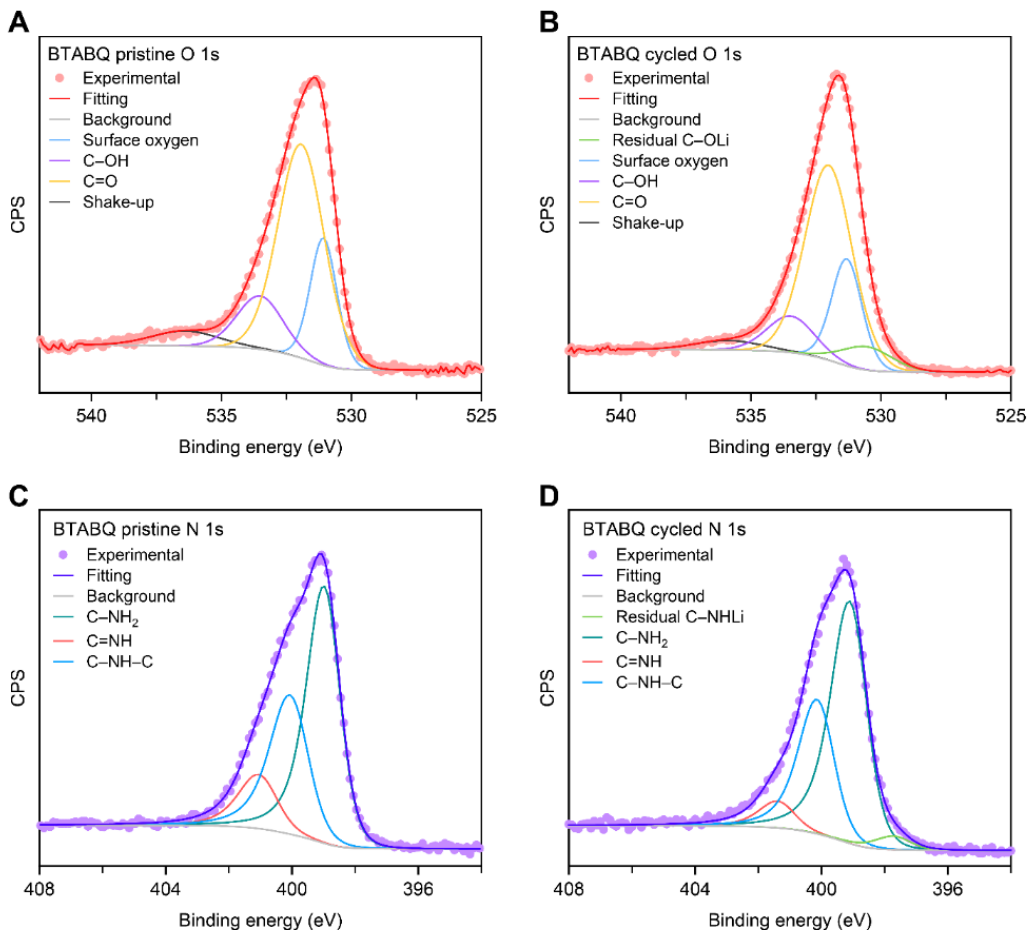 A
BTABQ pristine O 1s
Experimental
Fitting
Background
Surface oxygen
C–OH
C=O
Shake-up
CPS
540
535
530
525
Binding energy (eV)
B
BTABQ cycled O 1s
Experimental
Fitting
Background
Residual C–OLi
Surface oxygen
C–OH
C=O
Shake-up
CPS
540
535
530
525
Binding energy (eV)
C
BTABQ pristine N 1s
Experimental
Fitting
Background
C–NH₂
C=NH
C–NH–C
CPS
408
404
400
396
Binding energy (eV)
D
BTABQ cycled N 1s
Experimental
Fitting
Background
Residual C–NHLi
C–NH₂
C=NH
C–NH–C
CPS
408
404
400
396
Binding energy (eV)